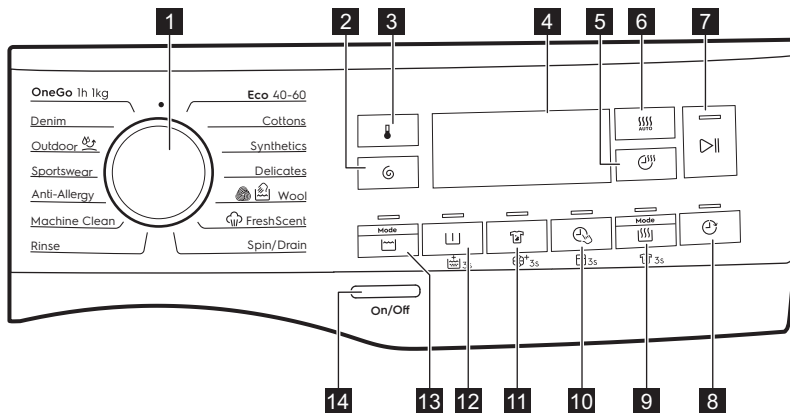 1
2
3
4
5
6
7
OneGo 1h 1kg
Denim
Outdoor
Sportswear
Anti-Allergy
Machine Clean
Rinse
Eco 40-60
Cottons
Synthetics
Delicates
Wool
FreshScent
Spin/Drain
AUTO
Mode
Mode
3s
3s
3s
3s
On/Off
14
13
12
11
10
9
8